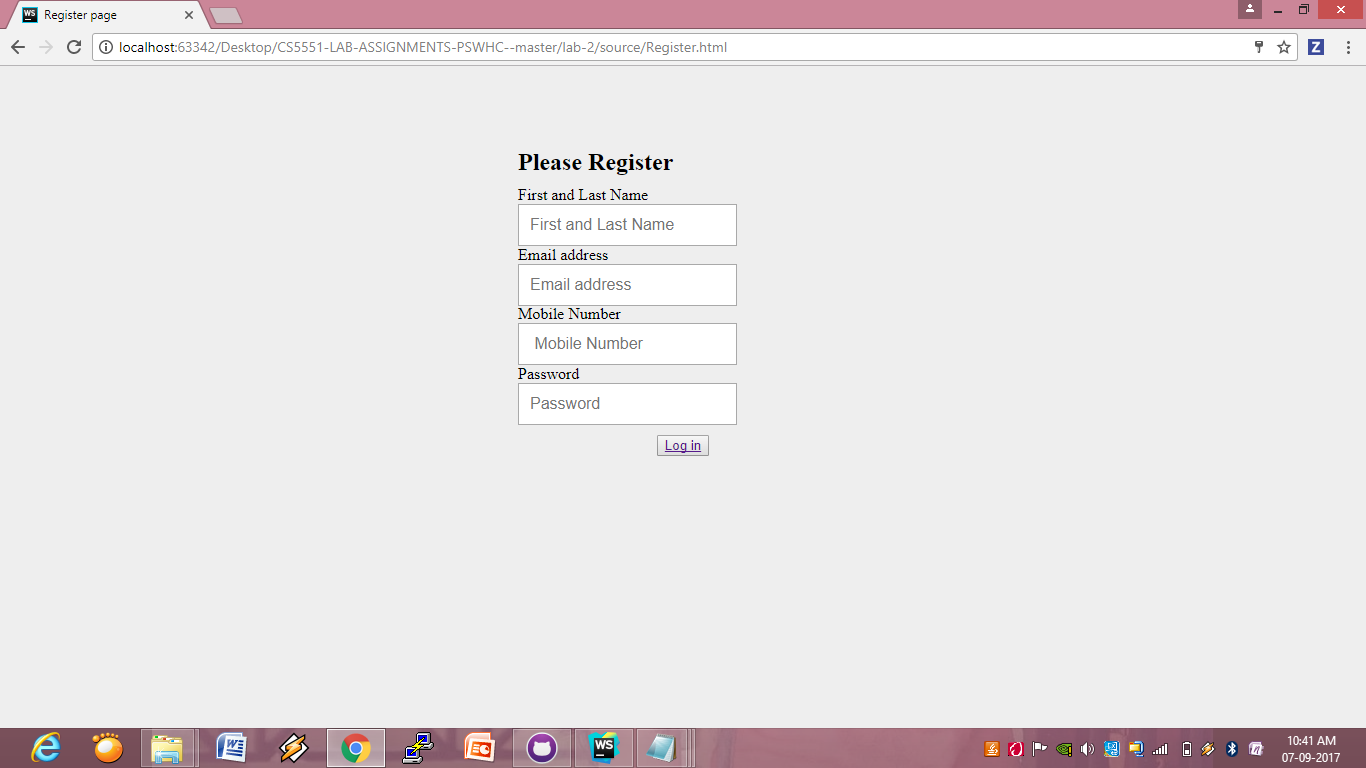 WS Register page
localhost:63342/Desktop/CS5551-LAB-ASSIGNMENTS-PSWHC--master/lab-2/source/Register.html
Z
Please Register
First and Last Name
First and Last Name
Email address
Email address
Mobile Number
Mobile Number
Password
Password
Log in
WS
10:41 AM
07-09-2017